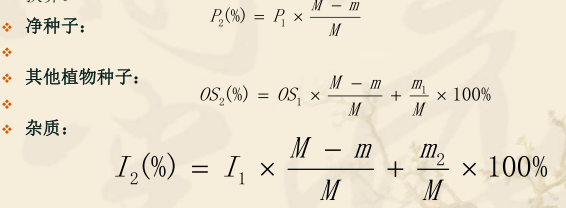 净种子： P₂(%) = P₁ × (M − m)/M
其他植物种子：
OS₂(%) = OS₁ × (M − m)/M + m₁/M × 100%
杂质：
I₂(%) = I₁ × (M − m)/M + m₂/M × 100%